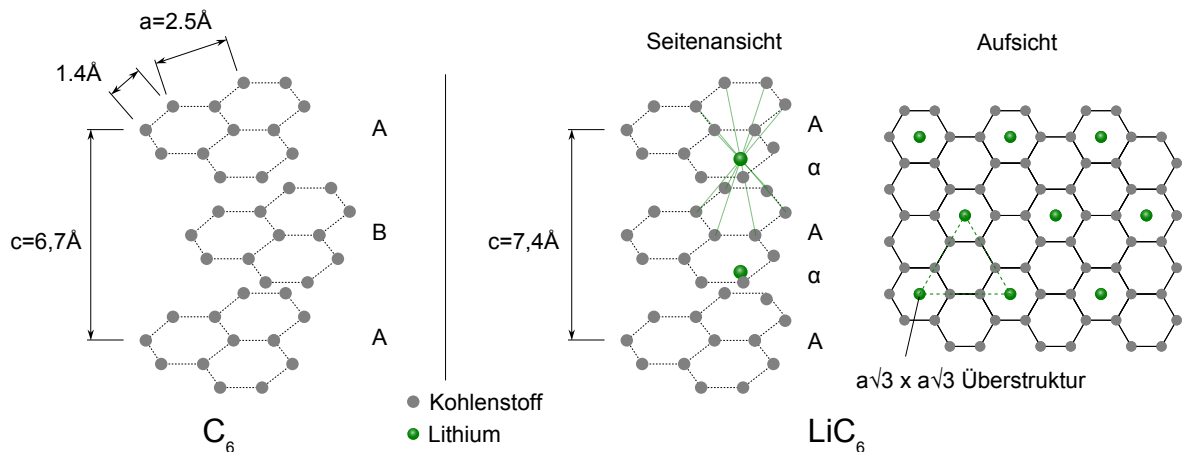 a=2.5Å
1.4Å
c=6,7Å
A
B
A
C₆
Kohlenstoff
Lithium
Seitenansicht
c=7,4Å
A
α
A
α
A
Aufsicht
a√3 x a√3 Überstruktur
LiC₆